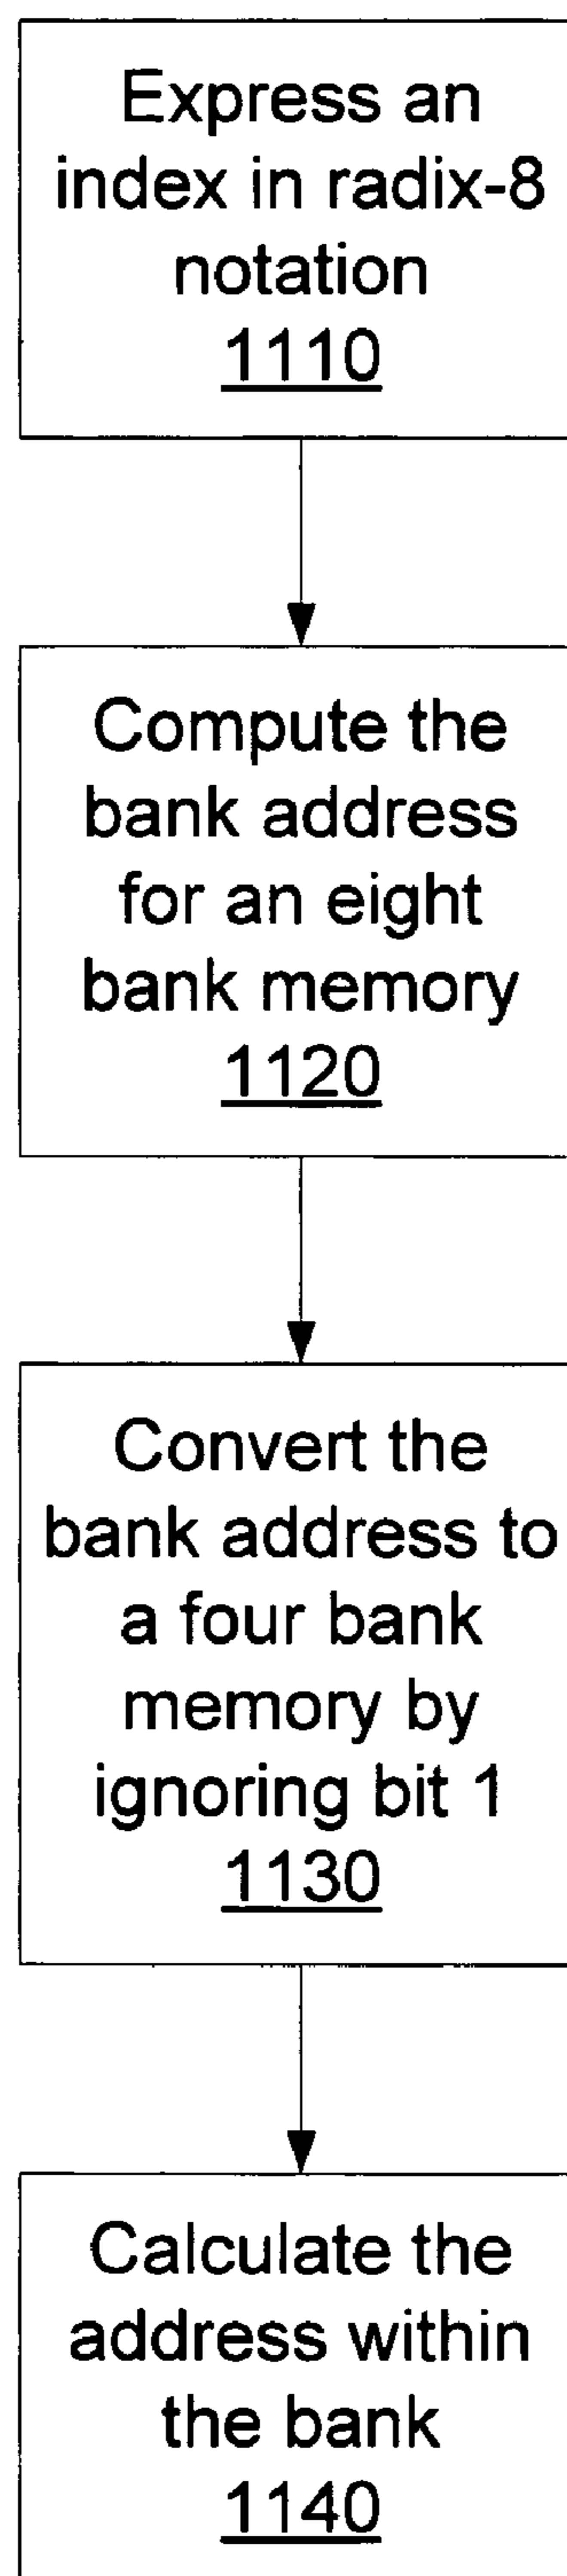 Express an
index in radix-8
notation
1110
Compute the
bank address
for an eight
bank memory
1120
Convert the
bank address to
a four bank
memory by
ignoring bit 1
1130
Calculate the
address within
the bank
1140